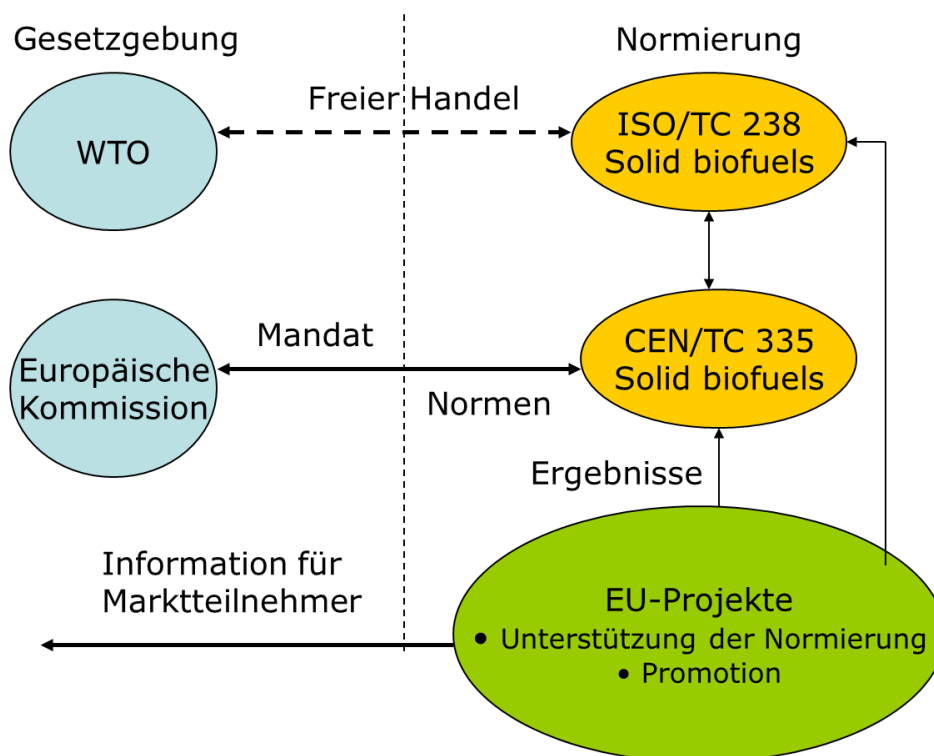 Gesetzgebung
Normierung
Freier Handel
WTO
ISO/TC 238
Solid biofuels
Mandat
Europäische
Kommission
CEN/TC 335
Solid biofuels
Normen
Ergebnisse
Information für
Marktteilnehmer
EU-Projekte
• Unterstützung der Normierung
• Promotion